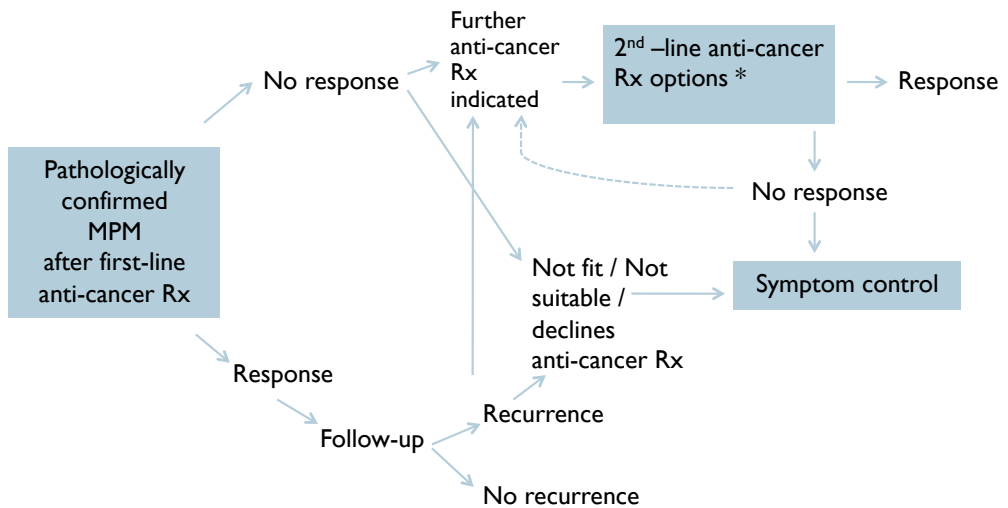 Further
anti-cancer
Rx
indicated
2nd –line anti-cancer
Rx options *
No response
Response
Pathologically
confirmed
MPM
after first-line
anti-cancer Rx
No response
Not fit / Not
suitable /
declines
anti-cancer Rx
Symptom control
Response
Recurrence
Follow-up
No recurrence